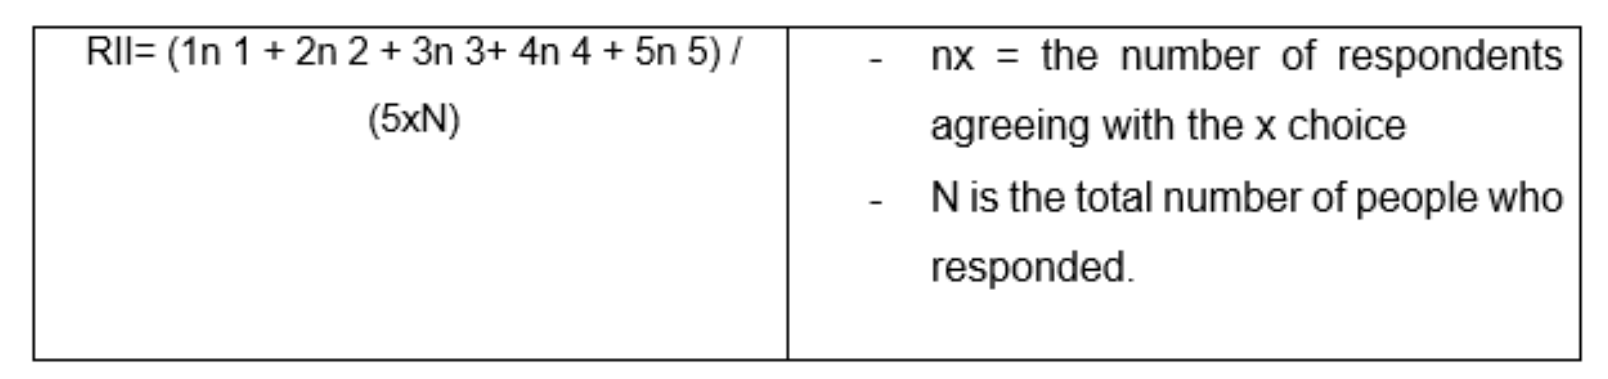 RII= (1n 1 + 2n 2 + 3n 3+ 4n 4 + 5n 5) /
(5xN)
- nx = the number of respondents
agreeing with the x choice
- N is the total number of people who
responded.